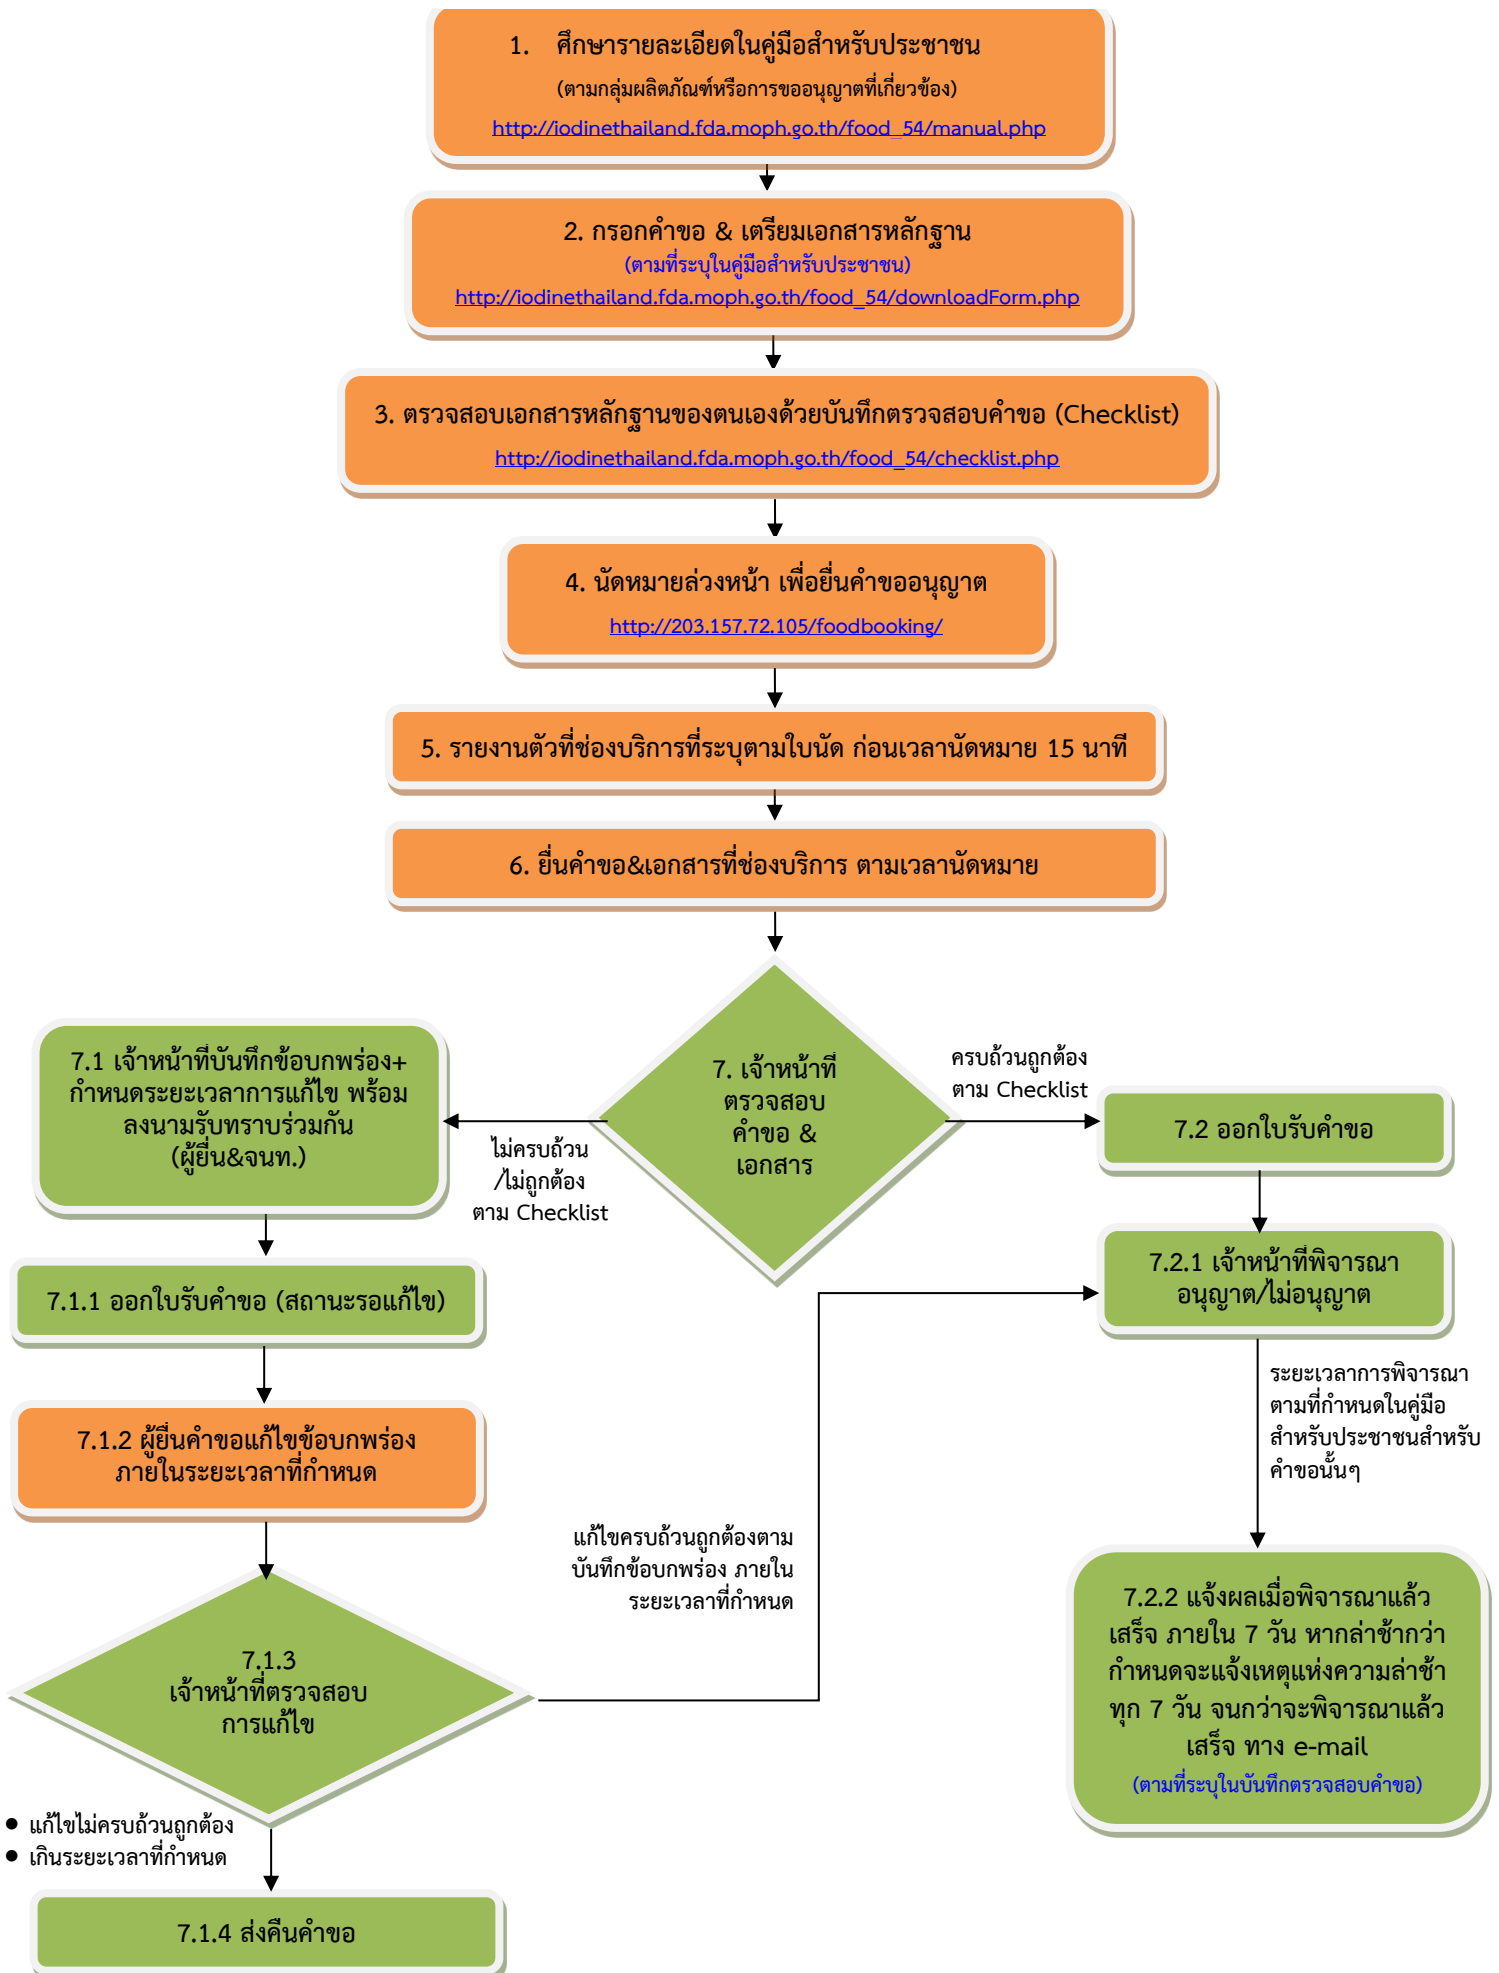 1. ศึกษารายละเอียดในคู่มือสำหรับประชาชน
(ตามกลุ่มผลิตภัณฑ์หรือการขออนุญาตที่เกี่ยวข้อง)
http://iodinethailand.fda.moph.go.th/food_54/manual.php
2. กรอกคำขอ & เตรียมเอกสารหลักฐาน
(ตามที่ระบุในคู่มือสำหรับประชาชน)
http://iodinethailand.fda.moph.go.th/food_54/downloadForm.php
3. ตรวจสอบเอกสารหลักฐานของตนเองด้วยบันทึกตรวจสอบคำขอ (Checklist)
http://iodinethailand.fda.moph.go.th/food_54/checklist.php
4. นัดหมายล่วงหน้า เพื่อยื่นคำขออนุญาต
http://203.157.72.105/foodbooking/
5. รายงานตัวที่ช่องบริการที่ระบุตามใบนัด ก่อนเวลานัดหมาย 15 นาที
6. ยื่นคำขอ&เอกสารที่ช่องบริการ ตามเวลานัดหมาย
7. เจ้าหน้าที่
ตรวจสอบ
คำขอ &
เอกสาร
ไม่ครบถ้วน
/ไม่ถูกต้อง
ตาม Checklist
7.1 เจ้าหน้าที่บันทึกข้อบกพร่อง+
กำหนดระยะเวลาการแก้ไข พร้อม
ลงนามรับทราบร่วมกัน
(ผู้ยื่น&จนท.)
7.1.1 ออกใบรับคำขอ (สถานะรอแก้ไข)
7.1.2 ผู้ยื่นคำขอแก้ไขข้อบกพร่อง
ภายในระยะเวลาที่กำหนด
7.1.3
เจ้าหน้าที่ตรวจสอบ
การแก้ไข
● แก้ไขไม่ครบถ้วนถูกต้อง
● เกินระยะเวลาที่กำหนด
7.1.4 ส่งคืนคำขอ
แก้ไขครบถ้วนถูกต้องตาม
บันทึกข้อบกพร่อง ภายใน
ระยะเวลาที่กำหนด
ครบถ้วนถูกต้อง
ตาม Checklist
7.2 ออกใบรับคำขอ
7.2.1 เจ้าหน้าที่พิจารณา
อนุญาต/ไม่อนุญาต
ระยะเวลาการพิจารณา
ตามที่กำหนดในคู่มือ
สำหรับประชาชนสำหรับ
คำขอนั้นๆ
7.2.2 แจ้งผลเมื่อพิจารณาแล้ว
เสร็จ ภายใน 7 วัน หากล่าช้ากว่า
กำหนดจะแจ้งเหตุแห่งความล่าช้า
ทุก 7 วัน จนกว่าจะพิจารณาแล้ว
เสร็จ ทาง e-mail
(ตามที่ระบุในบันทึกตรวจสอบคำขอ)